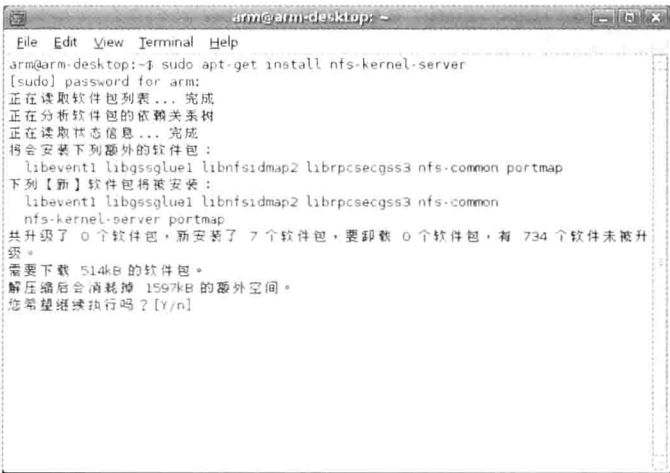 arm@arm-desktop: ~
File Edit View Terminal Help
arm@arm-desktop:~$ sudo apt-get install nfs-kernel-server
[sudo] password for arm:
正在读取软件包列表... 完成
正在分析软件包的依赖关系树
正在读取状态信息... 完成
将会安装下列额外的软件包：
libevent1 libgssglue1 libnfsidmap2 librpcsecgss3 nfs-common portmap
下列【新】软件包将被安装：
libevent1 libgssglue1 libnfsidmap2 librpcsecgss3 nfs-common
nfs-kernel-server portmap
共升级了 0 个软件包，新安装了 7 个软件包，要卸载 0 个软件包，有 734 个软件未被升
级。
需要下载 514kB 的软件包。
解压缩后会消耗掉 1597kB 的额外空间。
您希望继续执行吗？[Y/n]